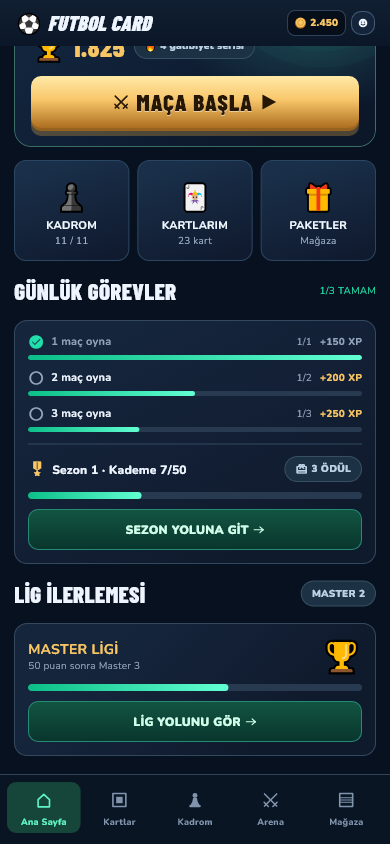 FUTBOL CARD
2.450
1.625
4 galibiyet serisi
MAÇA BAŞLA
KADROM
11 / 11
KARTLARIM
23 kart
PAKETLER
Mağaza
GÜNLÜK GÖREVLER
1/3 TAMAM
1 maç oyna 1/1 +150 XP
2 maç oyna 1/2 +200 XP
3 maç oyna 1/3 +250 XP
Sezon 1 · Kademe 7/50
3 ÖDÜL
SEZON YOLUNA GİT →
LİG İLERLEMESİ
MASTER 2
MASTER LİGİ
50 puan sonra Master 3
LİG YOLUNU GÖR →
Ana Sayfa
Kartlar
Kadrom
Arena
Mağaza